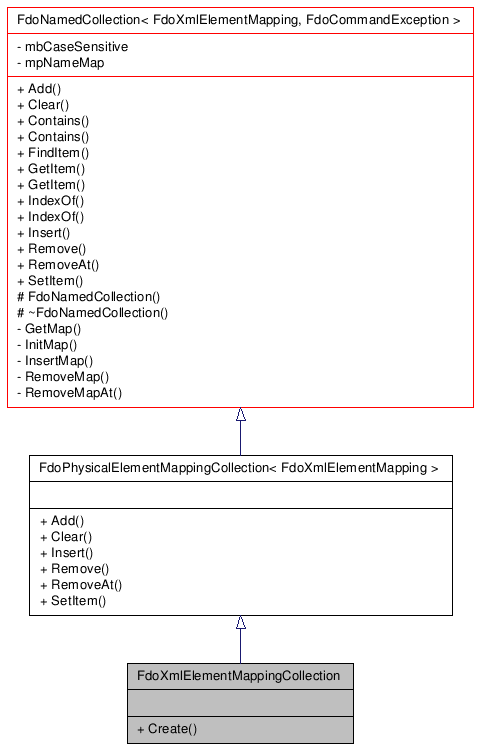 FdoNamedCollection< FdoXmlElementMapping, FdoCommandException >
- mbCaseSensitive
- mpNameMap
+ Add()
+ Clear()
+ Contains()
+ Contains()
+ FindItem()
+ GetItem()
+ GetItem()
+ IndexOf()
+ IndexOf()
+ Insert()
+ Remove()
+ RemoveAt()
+ SetItem()
# FdoNamedCollection()
# ~FdoNamedCollection()
- GetMap()
- InitMap()
- InsertMap()
- RemoveMap()
- RemoveMapAt()
FdoPhysicalElementMappingCollection< FdoXmlElementMapping >
+ Add()
+ Clear()
+ Insert()
+ Remove()
+ RemoveAt()
+ SetItem()
FdoXmlElementMappingCollection
+ Create()